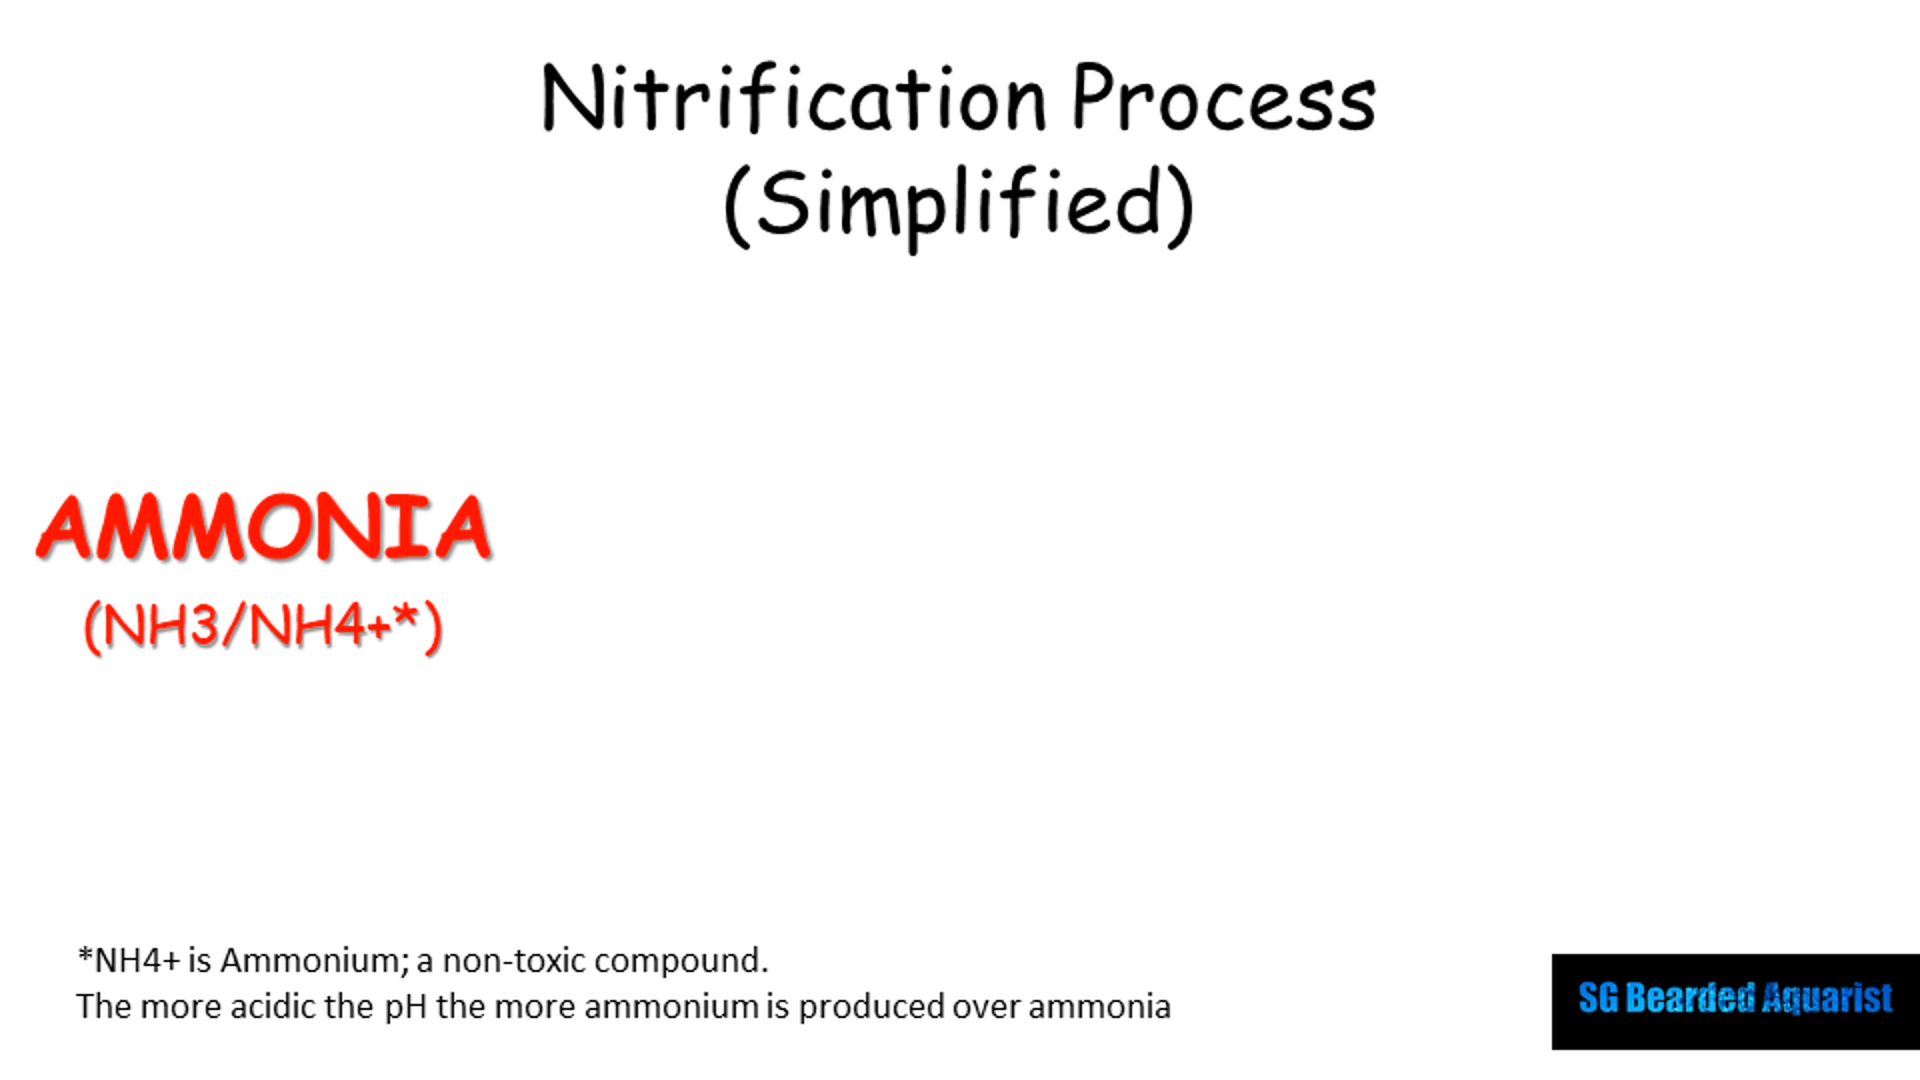 Nitrification Process
(Simplified)
AMMONIA
(NH3/NH4+*)
*NH4+ is Ammonium; a non-toxic compound.
The more acidic the pH the more ammonium is produced over ammonia
SG Bearded Aquarist